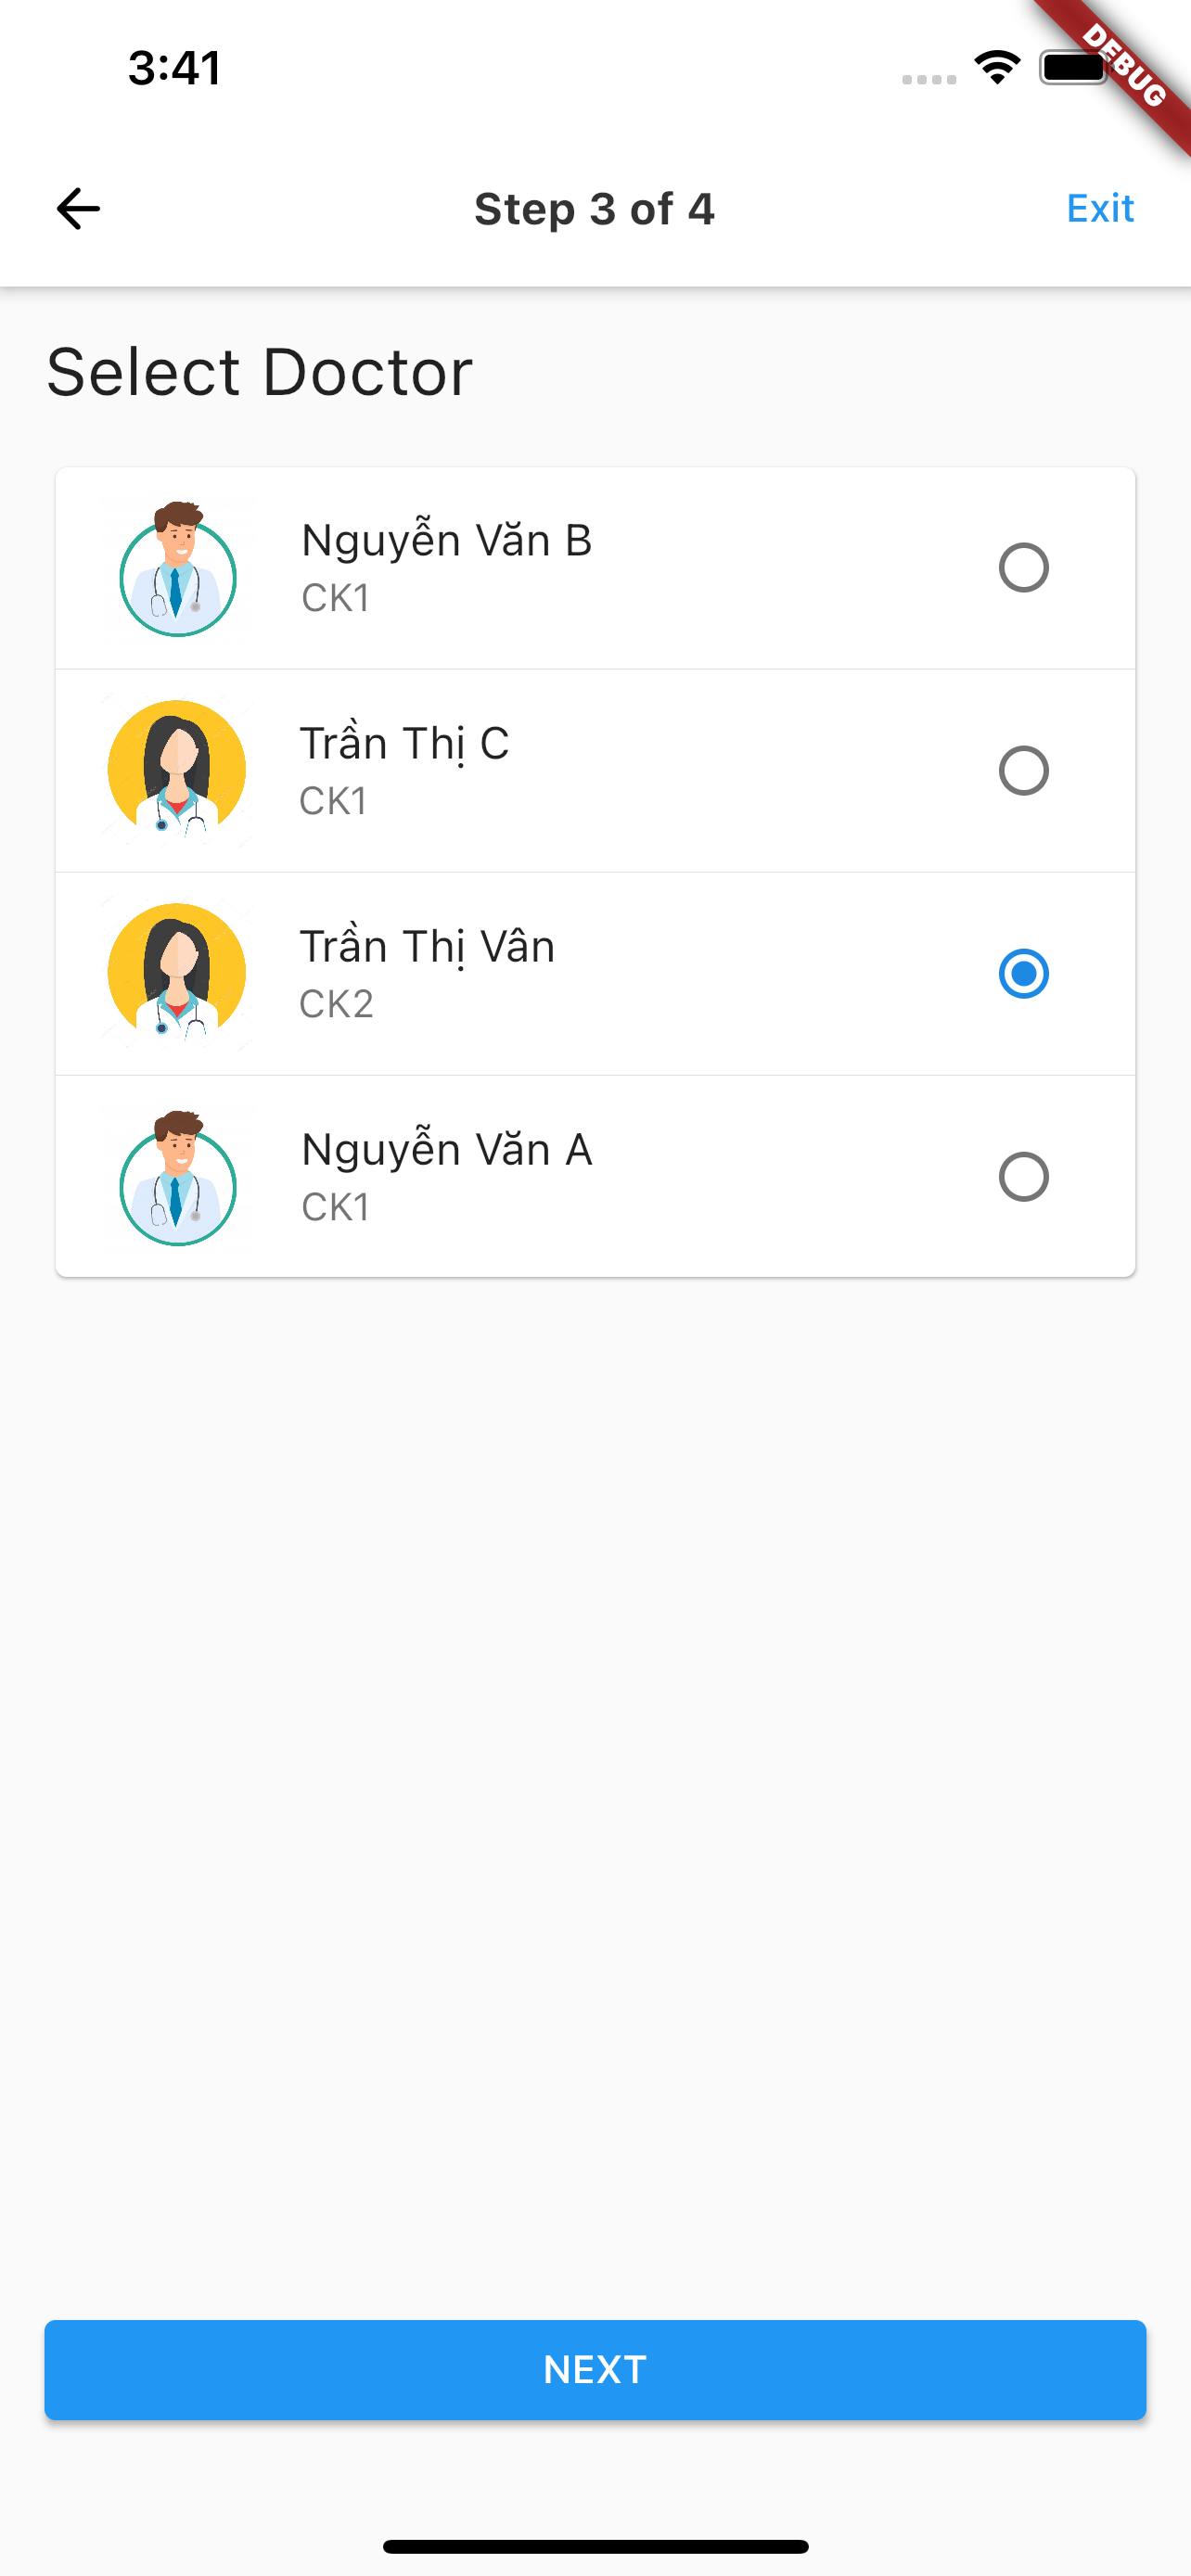 3:41
DEBUG
Step 3 of 4
Exit
Select Doctor
Nguyễn Văn B
CK1
Trần Thị C
CK1
Trần Thị Vân
CK2
Nguyễn Văn A
CK1
NEXT